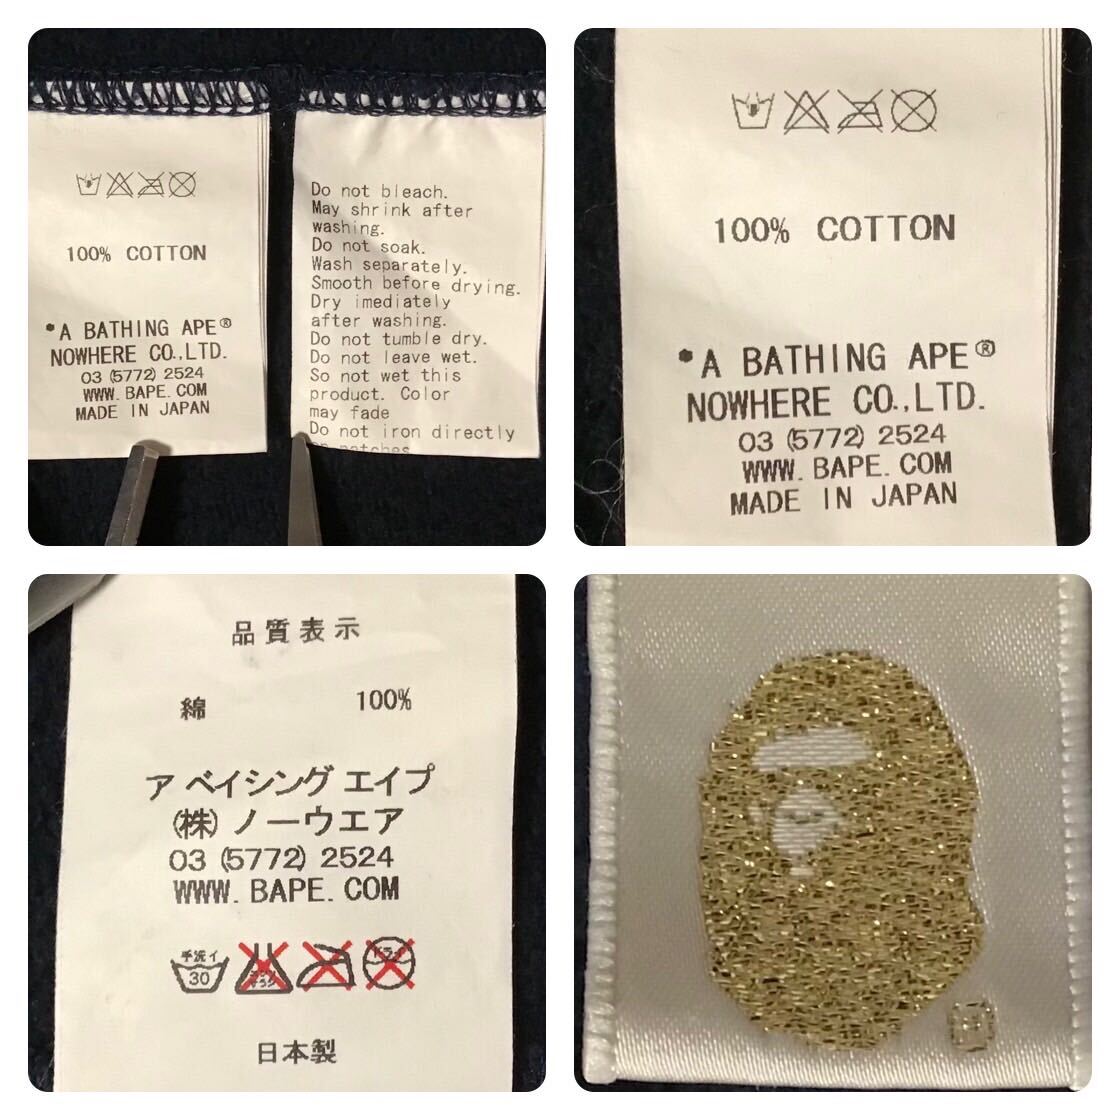 100% COTTON
*A BATHING APE®
NOWHERE CO.,LTD.
03 (5772) 2524
WWW. BAPE. COM
MADE IN JAPAN
Do not bleach.
May shrink after
washing.
Do not soak.
Wash separately.
Smooth before drying.
Dry imediately
after washing.
Do not tumble dry.
Do not leave wet.
So not wet this
product. Color
may fade
Do not iron directly
100% COTTON
*A BATHING APE®
NOWHERE CO.,LTD.
03 (5772) 2524
WWW. BAPE. COM
MADE IN JAPAN
品質表示
綿 100%
ア ベイシング エイプ
(株) ノーウエア
03 (5772) 2524
WWW. BAPE. COM
手洗イ
30
ドライ
日本製